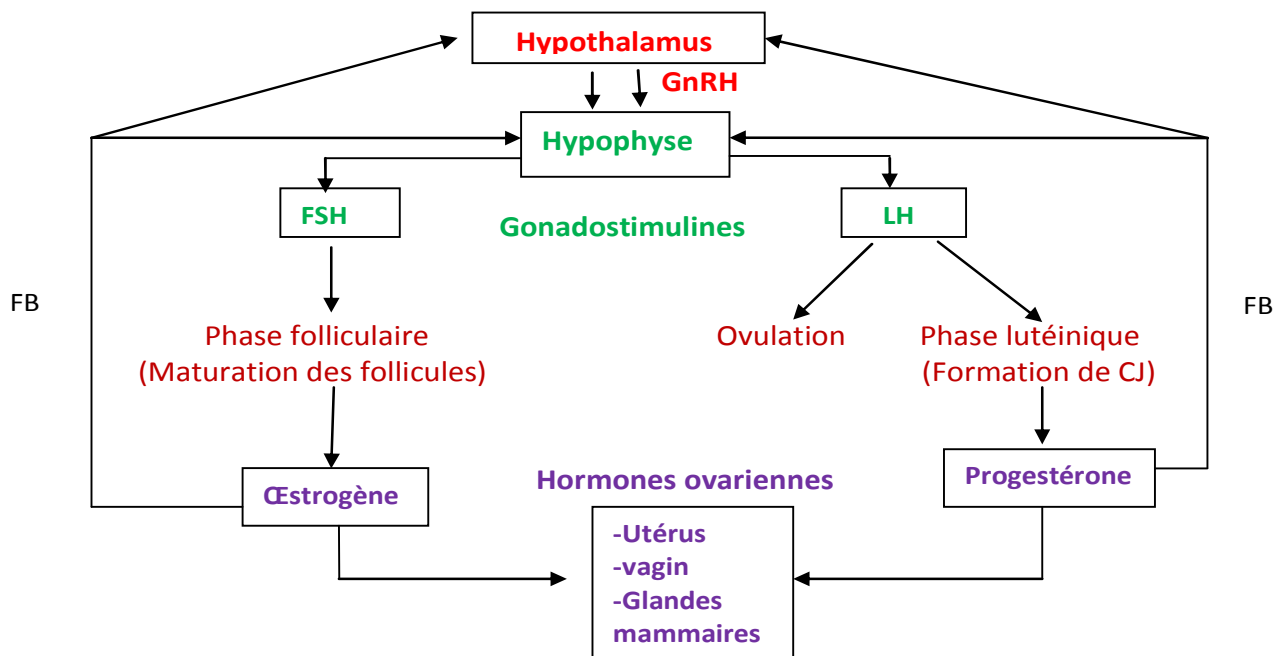 Hypothalamus
GnRH
Hypophyse
FSH
Gonadostimulines
LH
FB
FB
Phase folliculaire
(Maturation des follicules)
Ovulation
Phase lutéinique
(Formation de CJ)
Œstrogène
Hormones ovariennes
Progestérone
-Utérus
-vagin
-Glandes
mammaires